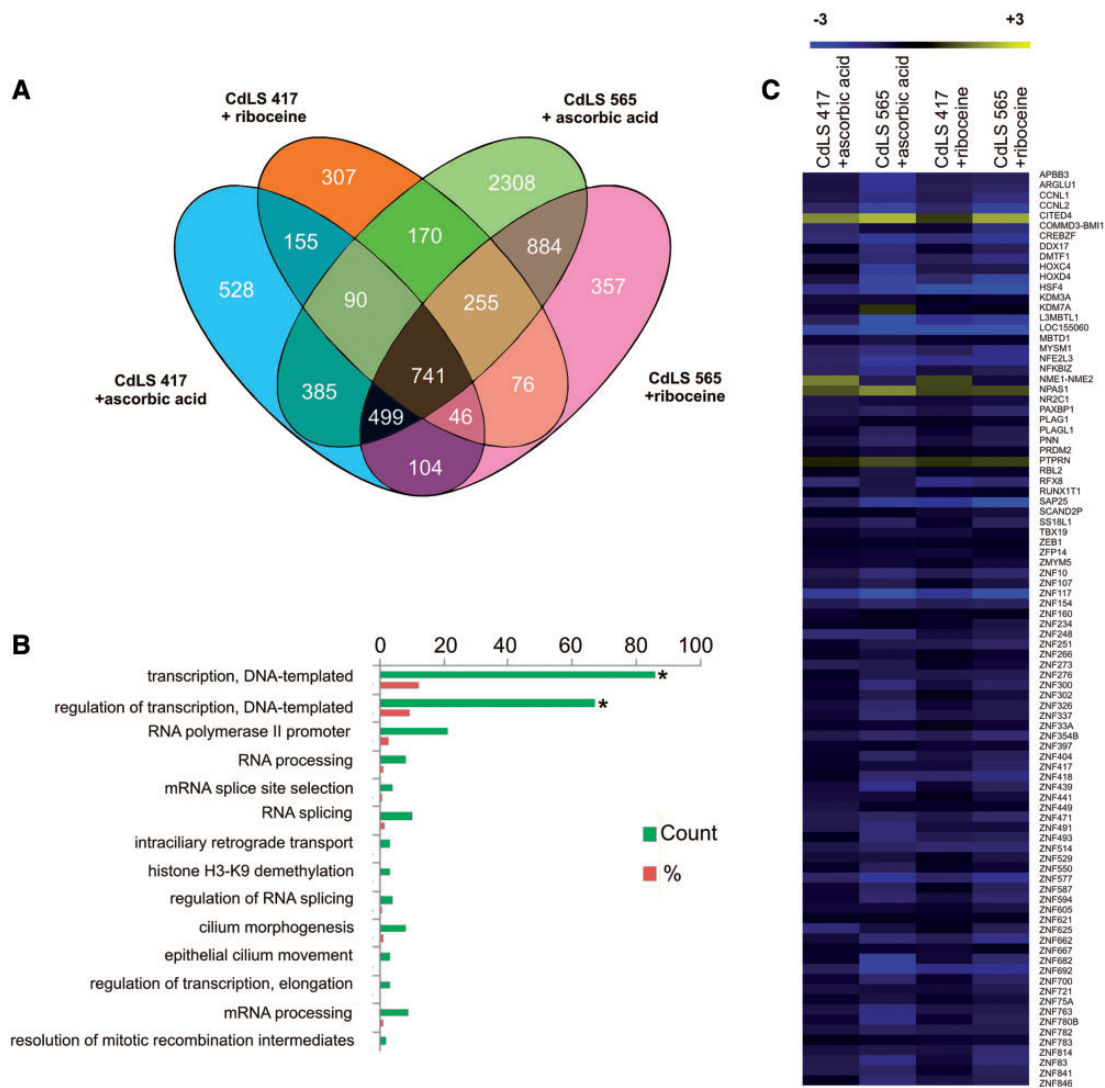 A
CdLS 417
+ riboceine
CdLS 565
+ ascorbic acid
307
2308
155
170
884
528
90
255
357
385
741
76
499
46
104
CdLS 417
+ascorbic acid
CdLS 565
+riboceine
B
0
20
40
60
80
100
transcription, DNA-templated
*
regulation of transcription, DNA-templated
*
RNA polymerase II promoter
RNA processing
mRNA splice site selection
RNA splicing
intraciliary retrograde transport
histone H3-K9 demethylation
regulation of RNA splicing
cilium morphogenesis
epithelial cilium movement
regulation of transcription, elongation
mRNA processing
resolution of mitotic recombination intermediates
Count
%
C
-3
+3
CdLS 417
+ascorbic acid
CdLS 565
+ascorbic acid
CdLS 417
+riboceine
CdLS 565
+riboceine
APBB3
ARGLU1
CCNL1
CCNL2
CITED4
COMMD3-BMI1
CREBZF
DDX17
DMTF1
HOXC4
HOXD4
HSF4
KDM3A
KDM7A
L3MBTL1
LOC155060
MBTD1
MYSM1
NFE2L3
NFKBIZ
NME1-NME2
NPAS1
NR2C1
PAXBP1
PLAG1
PLAGL1
PNN
PRDM2
PTPRN
RBL2
RFX8
RUNX1T1
SAP25
SCAND2P
SS18L1
TBX19
ZEB1
ZFP14
ZMYM5
ZNF10
ZNF107
ZNF117
ZNF154
ZNF160
ZNF234
ZNF248
ZNF251
ZNF266
ZNF273
ZNF276
ZNF300
ZNF302
ZNF326
ZNF337
ZNF33A
ZNF354B
ZNF397
ZNF404
ZNF417
ZNF418
ZNF439
ZNF441
ZNF449
ZNF471
ZNF491
ZNF493
ZNF514
ZNF529
ZNF550
ZNF577
ZNF587
ZNF594
ZNF605
ZNF621
ZNF625
ZNF662
ZNF667
ZNF682
ZNF692
ZNF700
ZNF721
ZNF75A
ZNF763
ZNF780B
ZNF782
ZNF783
ZNF814
ZNF83
ZNF841
ZNF846